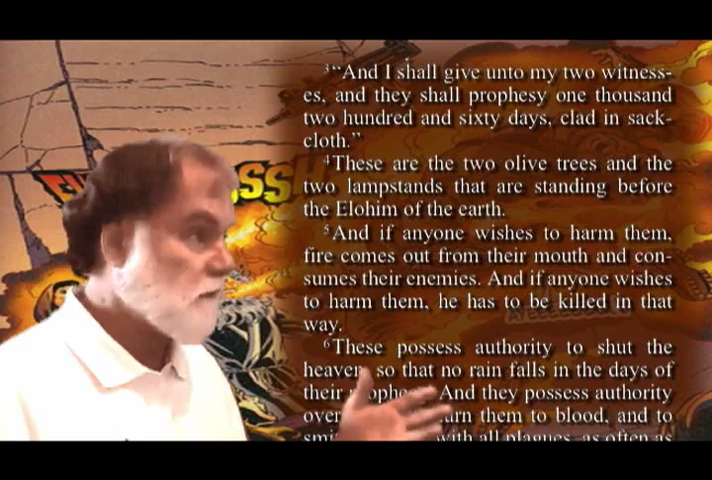 ³“And I shall give unto my two witness-
es, and they shall prophesy one thousand
two hundred and sixty days, clad in sack-
cloth.”
⁴These are the two olive trees and the
two lampstands that are standing before
the Elohim of the earth.
⁵And if anyone wishes to harm them,
fire comes out from their mouth and con-
sumes their enemies. And if anyone wishes
to harm them, he has to be killed in that
way.
⁶These possess authority to shut the
heaven, so that no rain falls in the days of
their And they possess authority
over them to blood, and to
with all plagues, as often as